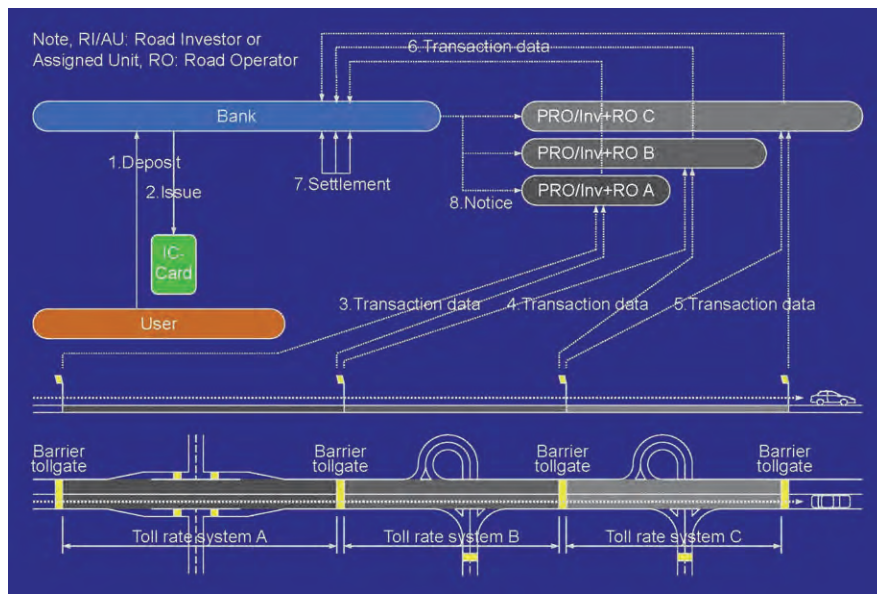 Note, RI/AU: Road Investor or
Assigned Unit, RO: Road Operator
6.Transaction data
Bank
PRO/Inv+RO C
PRO/Inv+RO B
PRO/Inv+RO A
1.Deposit
2.Issue
7.Settlement
8.Notice
IC-
Card
User
3.Transaction data
4.Transaction data
5.Transaction data
Barrier
tollgate
Barrier
tollgate
Barrier
tollgate
Barrier
tollgate
Toll rate system A
Toll rate system B
Toll rate system C